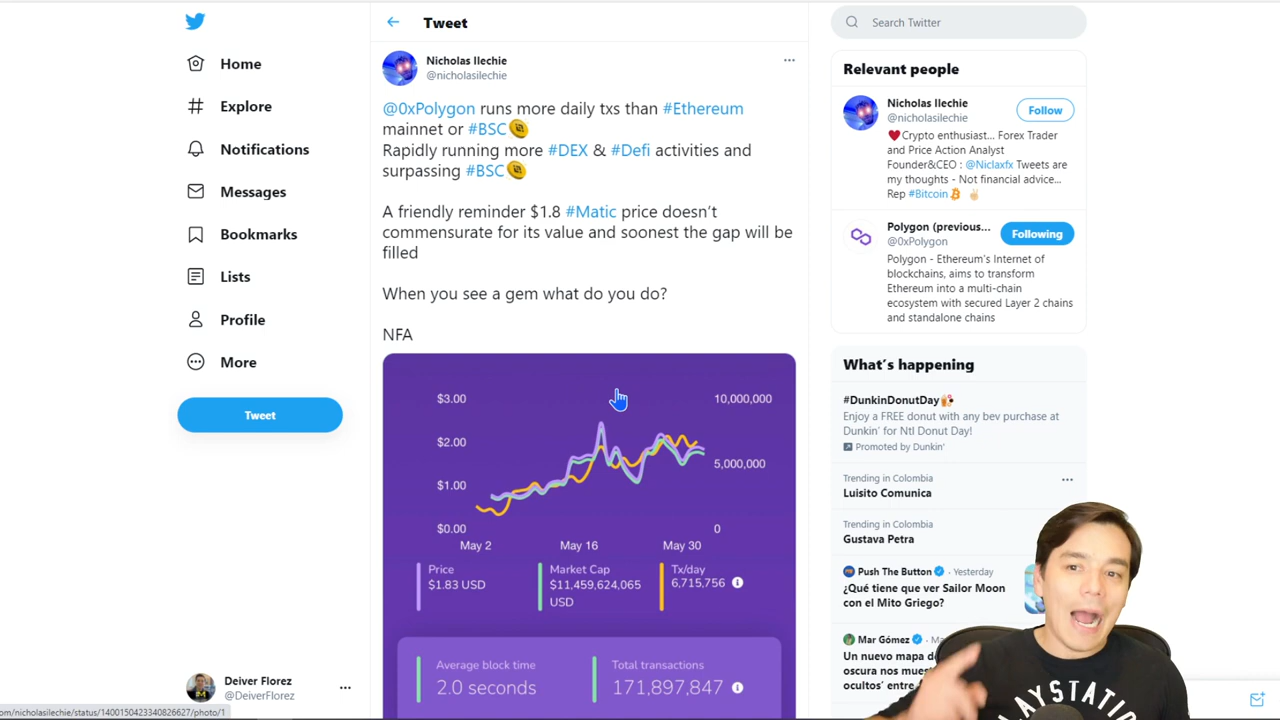 Home
Explore
Notifications
Messages
Bookmarks
Lists
Profile
More
Tweet
Deiver Florez
@DeiverFlorez
Tweet
Nicholas Ilechie
@nicholasilechie
@0xPolygon runs more daily txs than #Ethereum
mainnet or #BSC
Rapidly running more #DEX & #Defi activities and
surpassing #BSC
A friendly reminder $1.8 #Matic price doesn't
commensurate for its value and soonest the gap will be
filled
When you see a gem what do you do?
NFA
$3.00
10,000,000
$2.00
5,000,000
$1.00
$0.00
0
May 2
May 16
May 30
Price
$1.83 USD
Market Cap
$11,459,624,065
USD
Tx/day
6,715,756
Average block time
2.0 seconds
Total transactions
171,897,847
Search Twitter
Relevant people
Nicholas Ilechie
@nicholasilechie
Follow
Crypto enthusiast... Forex Trader
and Price Action Analyst
Founder&CEO : @Niclaxfx Tweets are
my thoughts - Not financial advice...
Rep #Bitcoin
Polygon (previous...
@0xPolygon
Following
Polygon - Ethereum's Internet of
blockchains, aims to transform
Ethereum into a multi-chain
ecosystem with secured Layer 2 chains
and standalone chains
What's happening
#DunkinDonutDay
Enjoy a FREE donut with any bev purchase at
Dunkin' for Ntl Donut Day!
Promoted by Dunkin'
Trending in Colombia
Luisito Comunica
Trending in Colombia
Gustava Petra
Push The Button · Yesterday
¿Qué tiene que ver Sailor Moon
con el Mito Griego?
Mar Gómez
Un nuevo mapa
oscura nos
ocultos' entre
om/nicholasilechie/status/1400150423340826627/photo/1